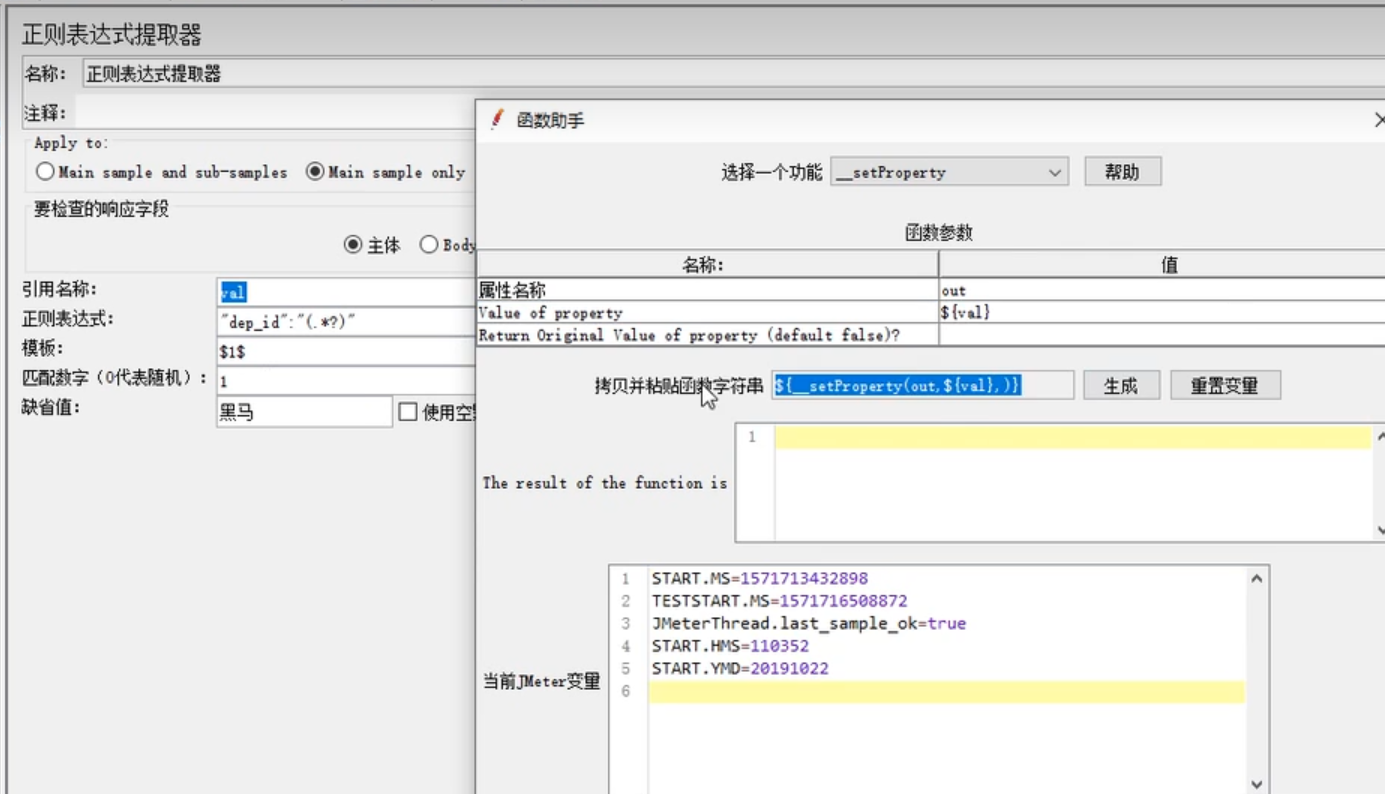 正则表达式提取器
名称： 正则表达式提取器
注释：
Apply to:
Main sample and sub-samples Main sample only
要检查的响应字段
主体 Body
引用名称： val
正则表达式： "dep_id":"(.*?)"
模板： $1$
匹配数字（0代表随机）： 1
缺省值： 黑马 使用空
函数助手
选择一个功能 __setProperty 帮助
函数参数
名称： 值
属性名称 out
Value of property ${val}
Return Original Value of property (default false)?
拷贝并粘贴函数字符串 ${__setProperty(out,${val},)} 生成 重置变量
The result of the function is
1
当前JMeter变量
1 START.MS=1571713432898
2 TESTSTART.MS=1571716508872
3 JMeterThread.last_sample_ok=true
4 START.HMS=110352
5 START.YMD=20191022
6